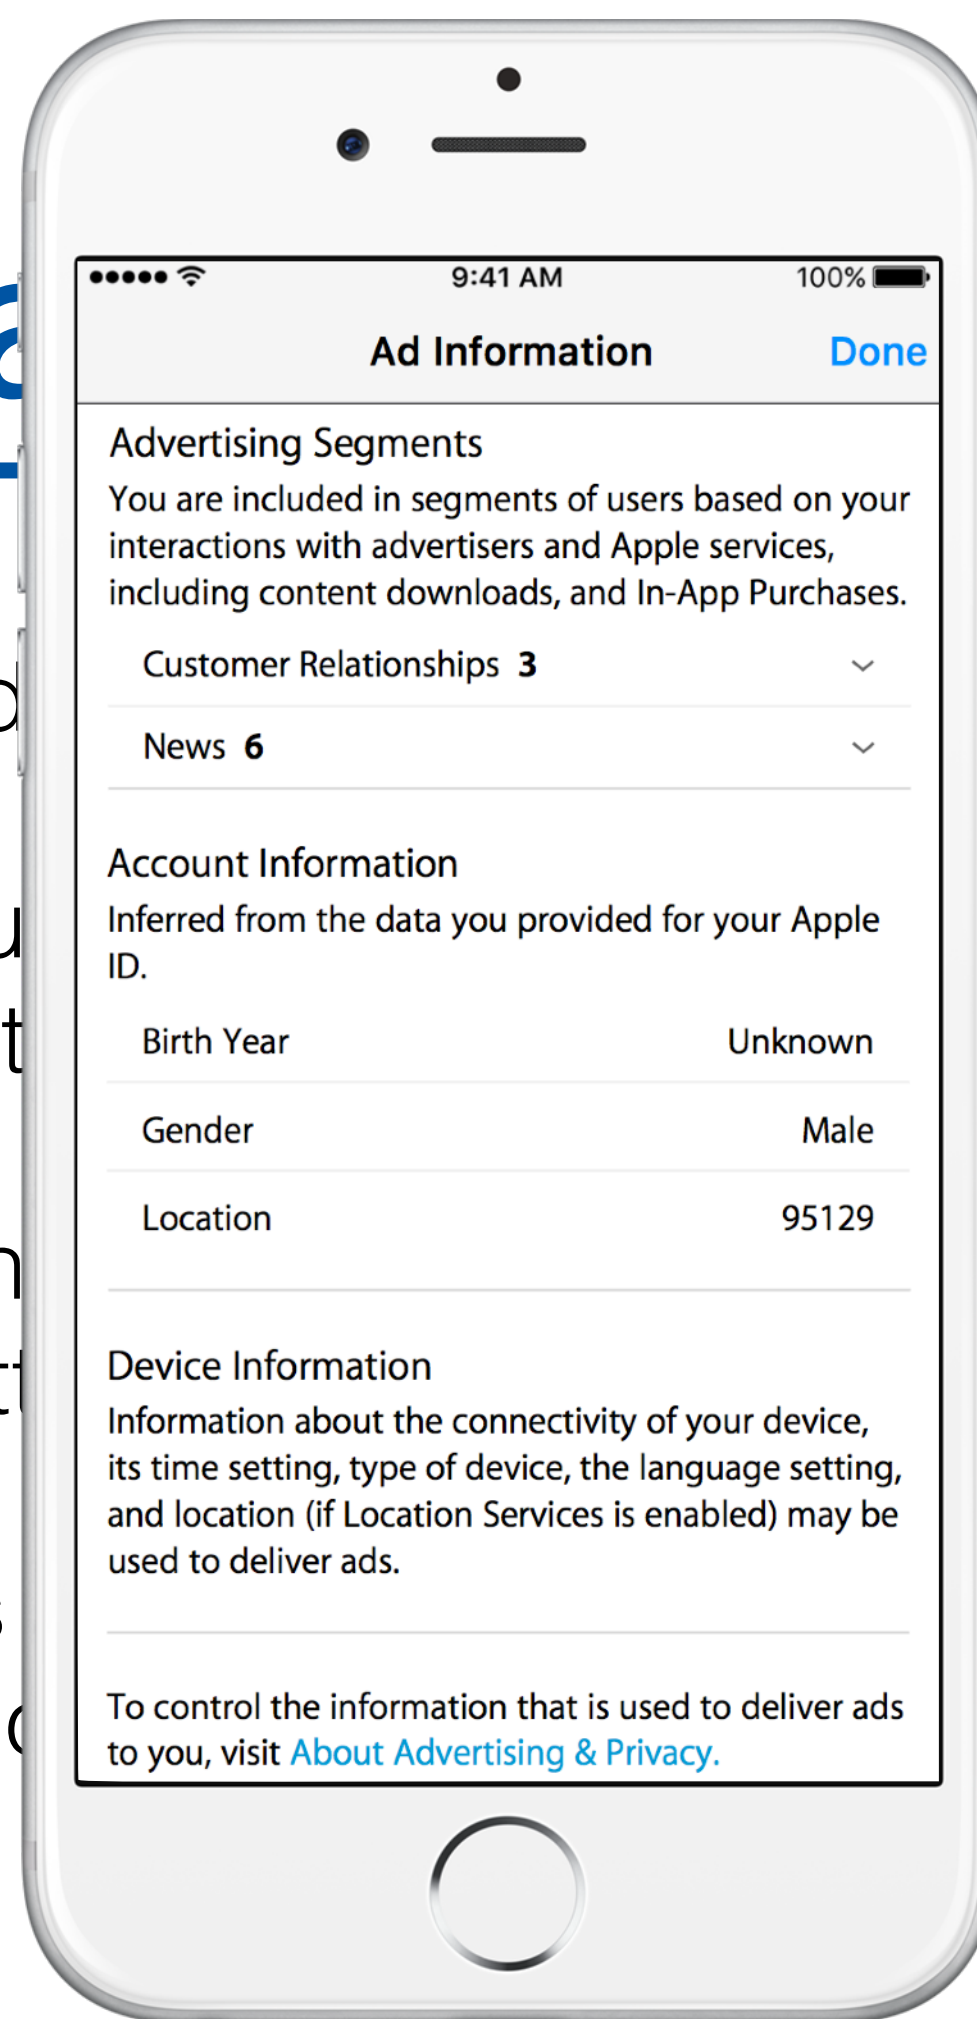 9:41 AM 100%
Ad Information Done
Advertising Segments
You are included in segments of users based on your
interactions with advertisers and Apple services,
including content downloads, and In-App Purchases.
Customer Relationships 3
News 6
Account Information
Inferred from the data you provided for your Apple
ID.
Birth Year Unknown
Gender Male
Location 95129
Device Information
Information about the connectivity of your device,
its time setting, type of device, the language setting,
and location (if Location Services is enabled) may be
used to deliver ads.
To control the information that is used to deliver ads
to you, visit About Advertising & Privacy.